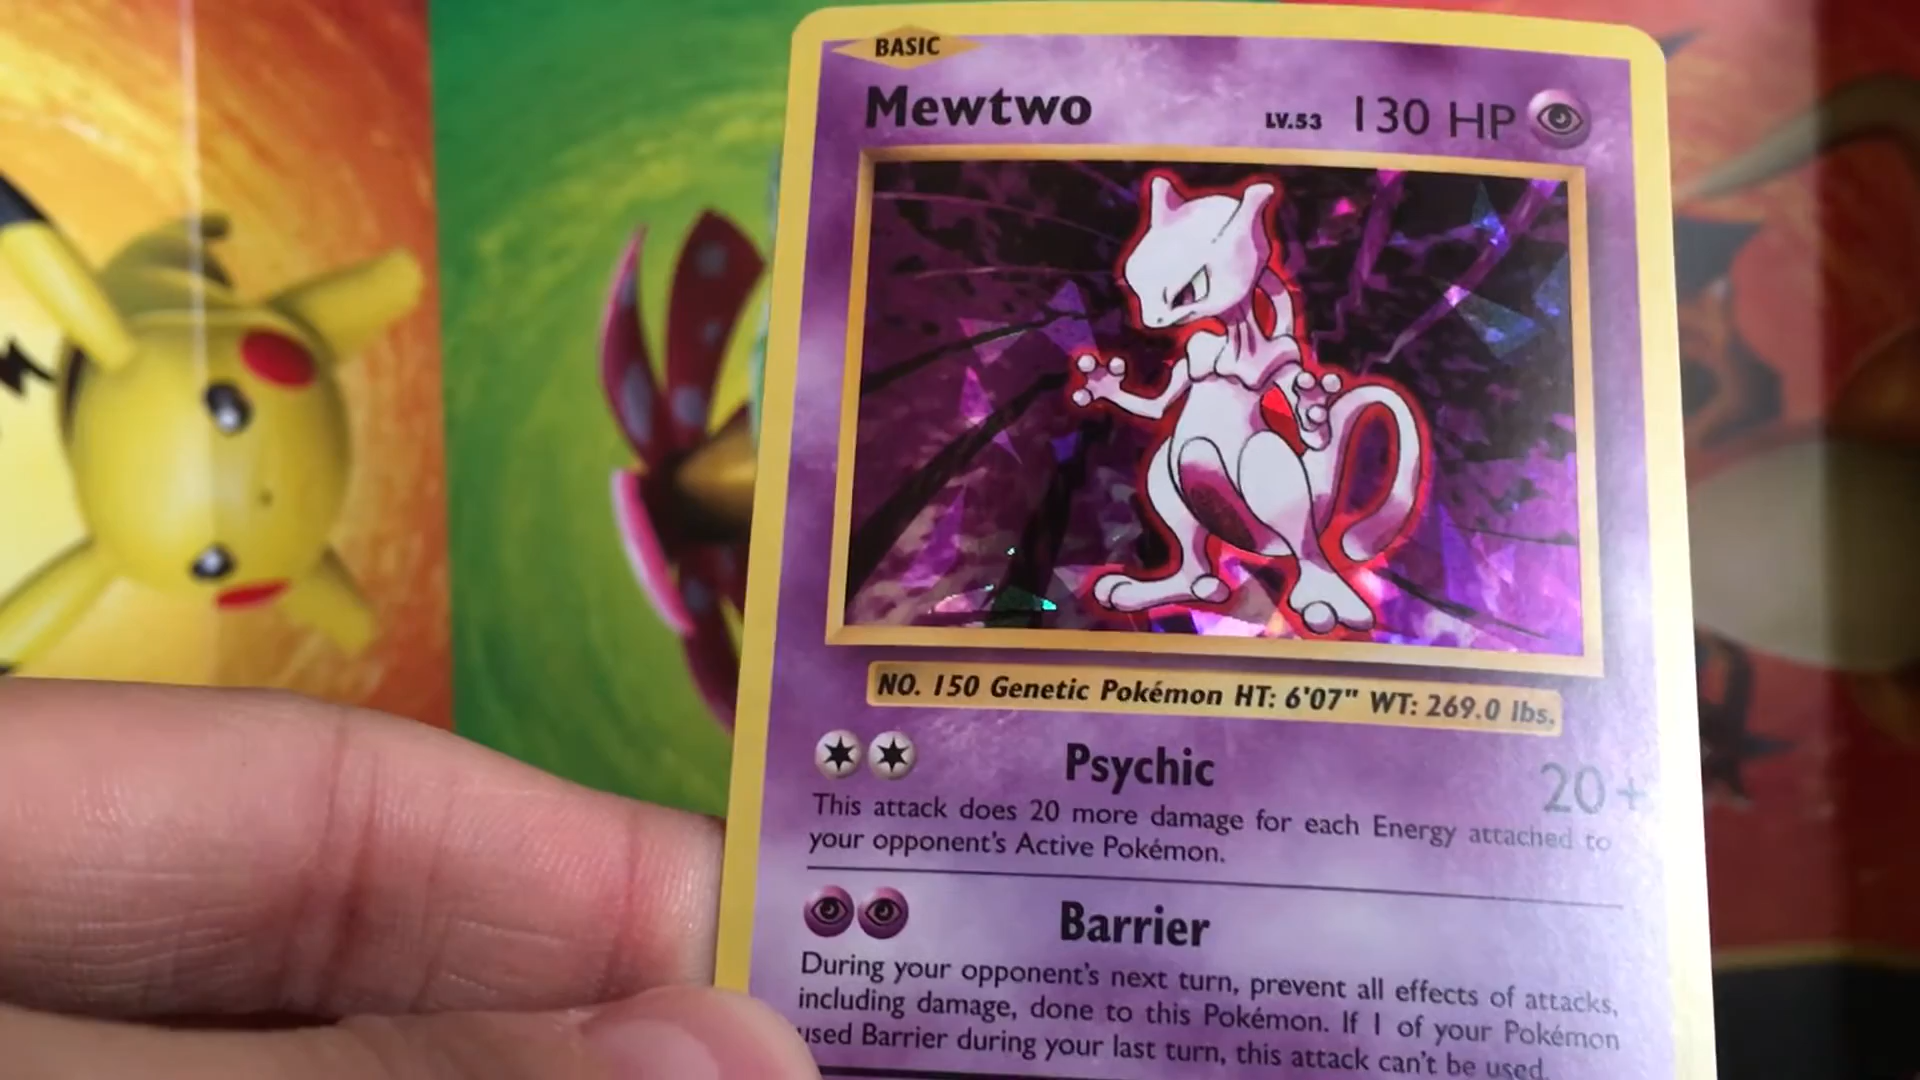 BASIC
Mewtwo LV.53 130 HP
NO. 150 Genetic Pokémon HT: 6'07" WT: 269.0 lbs.
Psychic 20+
This attack does 20 more damage for each Energy attached to
your opponent's Active Pokémon.
Barrier
During your opponent's next turn, prevent all effects of attacks,
including damage, done to this Pokémon. If 1 of your Pokémon
used Barrier during your last turn, this attack can't be used.